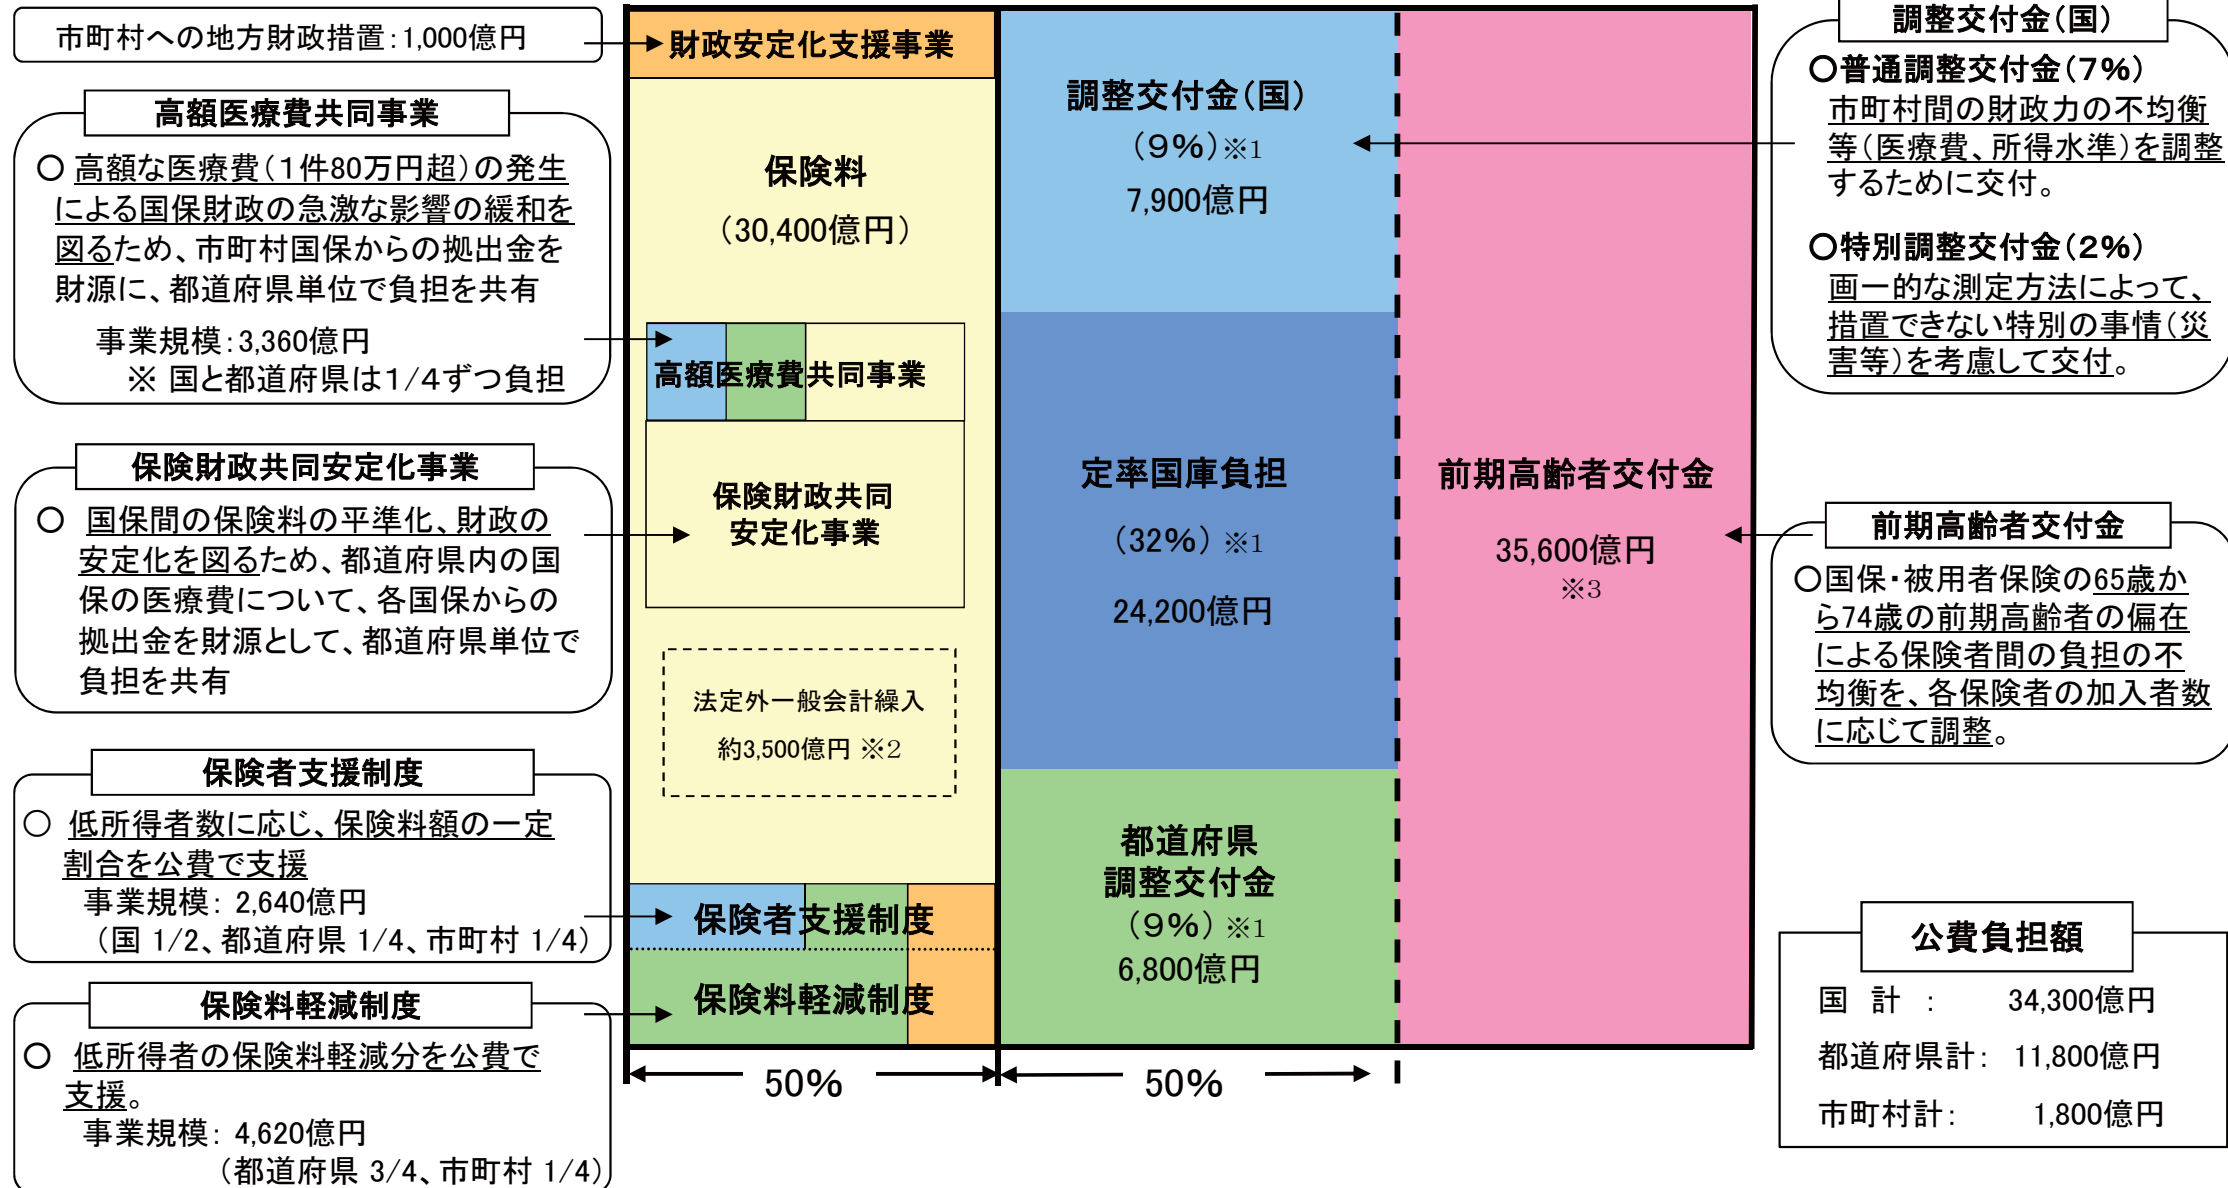 市町村への地方財政措置：1,000億円
高額医療費共同事業
○ 高額な医療費（１件80万円超）の発生
による国保財政の急激な影響の緩和を
図るため、市町村国保からの拠出金を
財源に、都道府県単位で負担を共有
事業規模：3,360億円
※ 国と都道府県は１/４ずつ負担
保険財政共同安定化事業
○ 国保間の保険料の平準化、財政の
安定化を図るため、都道府県内の国
保の医療費について、各国保からの
拠出金を財源として、都道府県単位で
負担を共有
保険者支援制度
○ 低所得者数に応じ、保険料額の一定
割合を公費で支援
事業規模： 2,640億円
（国 1/2、都道府県 1/4、市町村 1/4）
保険料軽減制度
○ 低所得者の保険料軽減分を公費で
支援。
事業規模： 4,620億円
（都道府県 3/4、市町村 1/4）
財政安定化支援事業
保険料
（30,400億円）
高額医療費共同事業
保険財政共同
安定化事業
法定外一般会計繰入
約3,500億円 ※2
保険者支援制度
保険料軽減制度
50%
調整交付金（国）
（９％）※1
7,900億円
定率国庫負担
（32％）※1
24,200億円
都道府県
調整交付金
（９％）※1
6,800億円
50%
前期高齢者交付金
35,600億円
※3
調整交付金（国）
○普通調整交付金（７％）
市町村間の財政力の不均衡
等（医療費、所得水準）を調整
するために交付。
○特別調整交付金（２％）
画一的な測定方法によって、
措置できない特別の事情（災
害等）を考慮して交付。
前期高齢者交付金
○国保・被用者保険の65歳か
ら74歳の前期高齢者の偏在
による保険者間の負担の不
均衡を、各保険者の加入者数
に応じて調整。
公費負担額
国 計 ： 34,300億円
都道府県計： 11,800億円
市町村計： 1,800億円